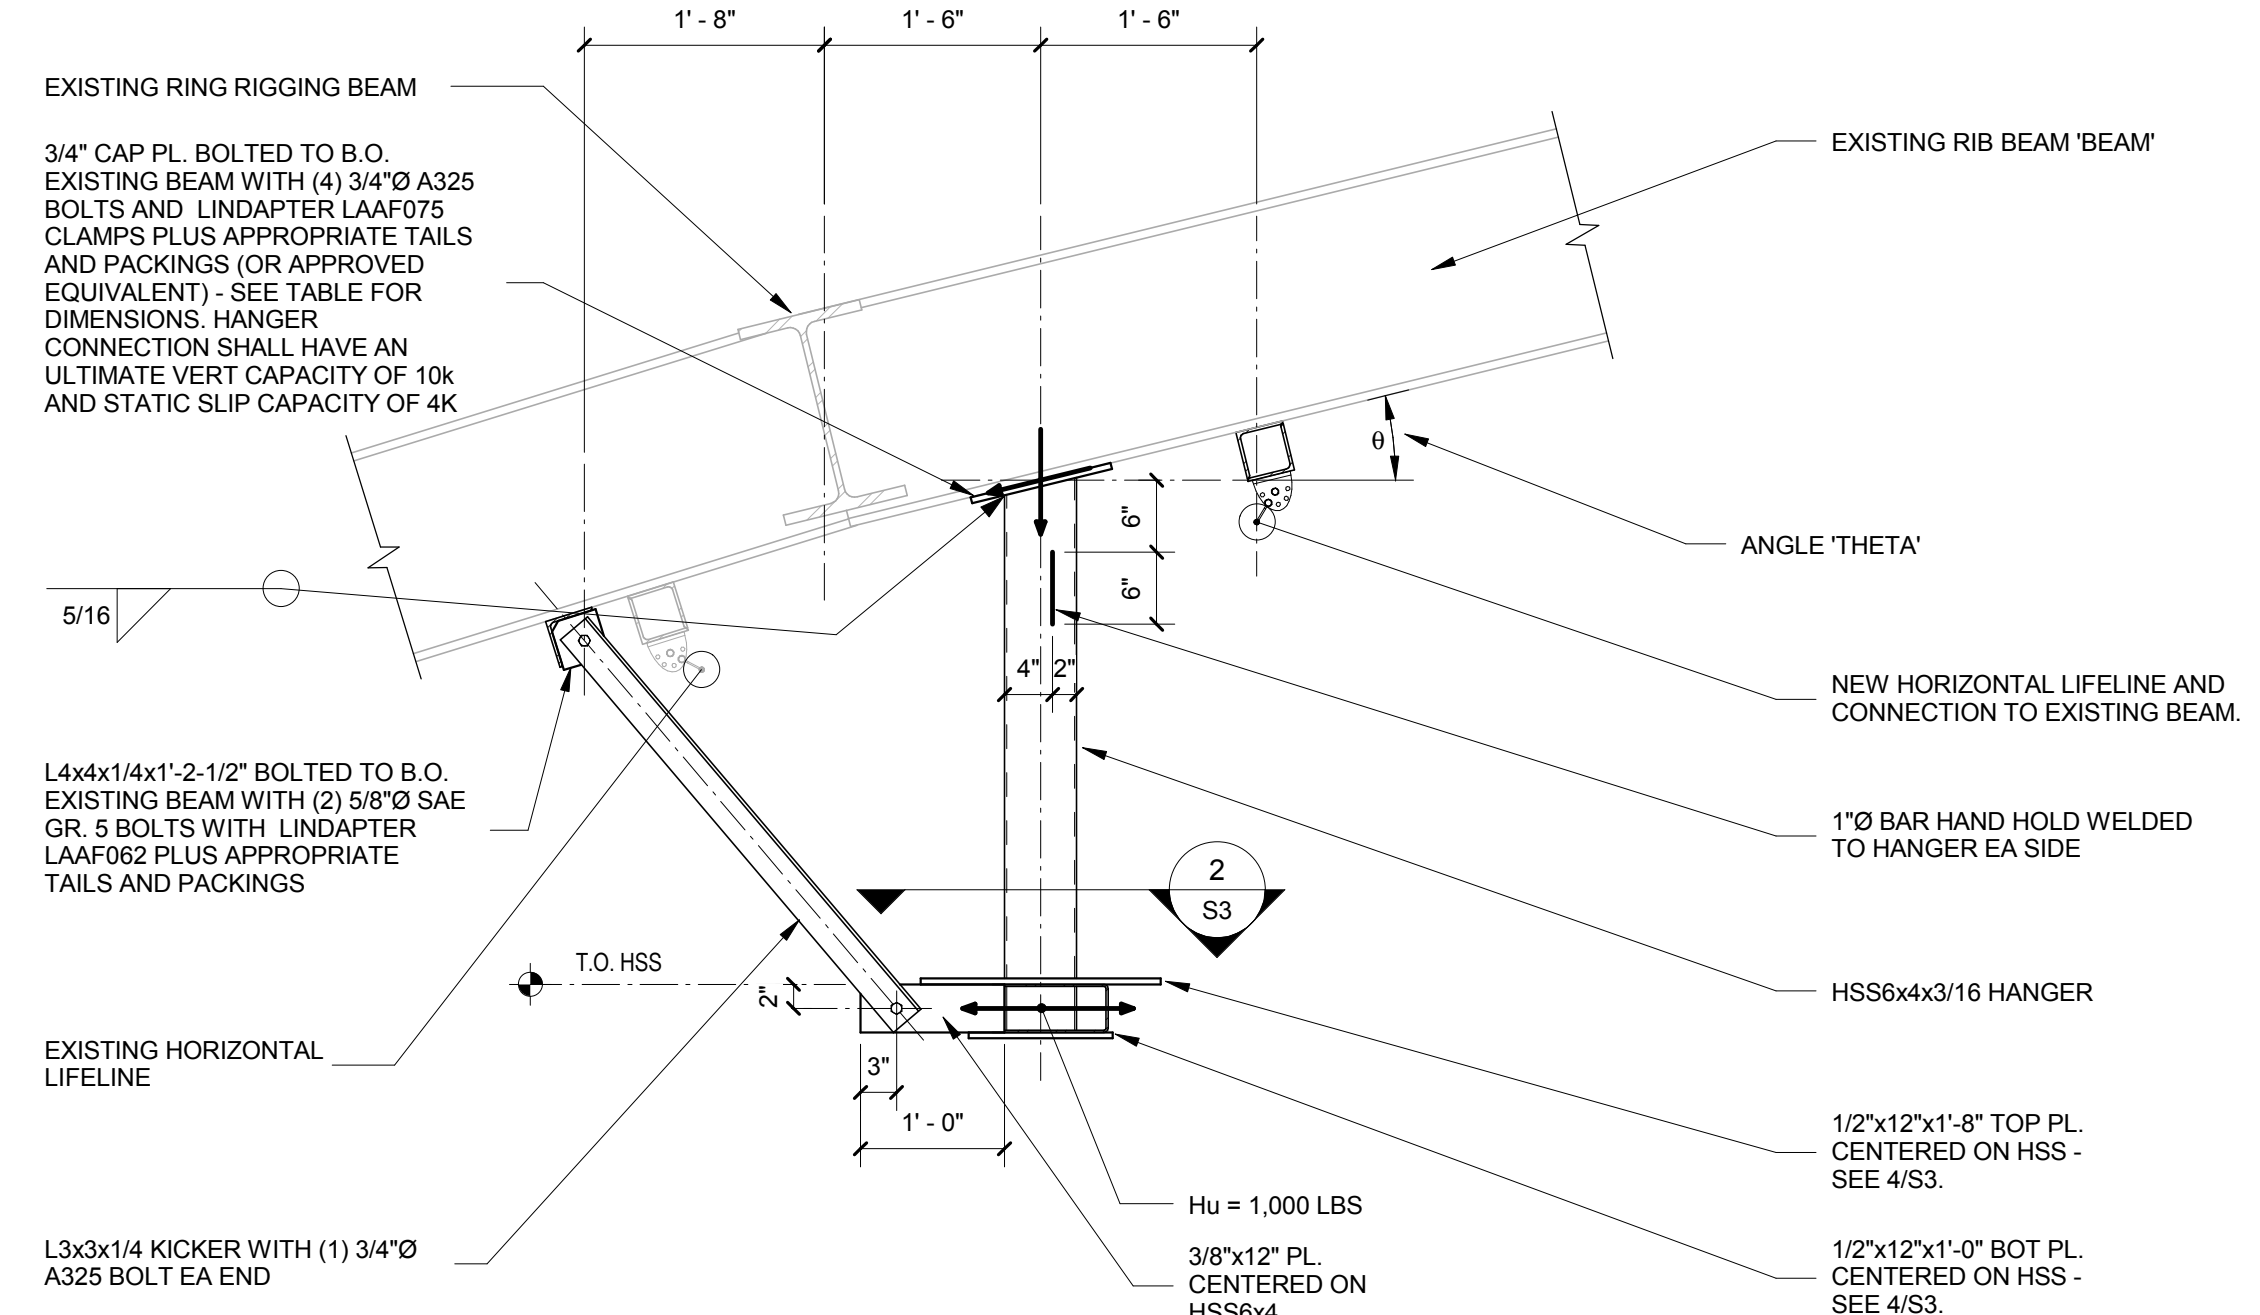 1' - 8"
1' - 6"
1' - 6"
EXISTING RING RIGGING BEAM
3/4" CAP PL. BOLTED TO B.O.
EXISTING BEAM WITH (4) 3/4"Ø A325
BOLTS AND LINDAPTER LAAF075
CLAMPS PLUS APPROPRIATE TAILS
AND PACKINGS (OR APPROVED
EQUIVALENT) - SEE TABLE FOR
DIMENSIONS. HANGER
CONNECTION SHALL HAVE AN
ULTIMATE VERT CAPACITY OF 10k
AND STATIC SLIP CAPACITY OF 4K
EXISTING RIB BEAM 'BEAM'
θ
ANGLE 'THETA'
6"
6"
5/16
4"
2"
NEW HORIZONTAL LIFELINE AND
CONNECTION TO EXISTING BEAM.
L4x4x1/4x1'-2-1/2" BOLTED TO B.O.
EXISTING BEAM WITH (2) 5/8"Ø SAE
GR. 5 BOLTS WITH LINDAPTER
LAAF062 PLUS APPROPRIATE
TAILS AND PACKINGS
1"Ø BAR HAND HOLD WELDED
TO HANGER EA SIDE
2
S3
T.O. HSS
2"
HSS6x4x3/16 HANGER
EXISTING HORIZONTAL
LIFELINE
3"
1' - 0"
1/2"x12"x1'-8" TOP PL.
CENTERED ON HSS -
SEE 4/S3.
Hu = 1,000 LBS
L3x3x1/4 KICKER WITH (1) 3/4"Ø
A325 BOLT EA END
3/8"x12" PL.
CENTERED ON
HSS6x4
1/2"x12"x1'-0" BOT PL.
CENTERED ON HSS -
SEE 4/S3.